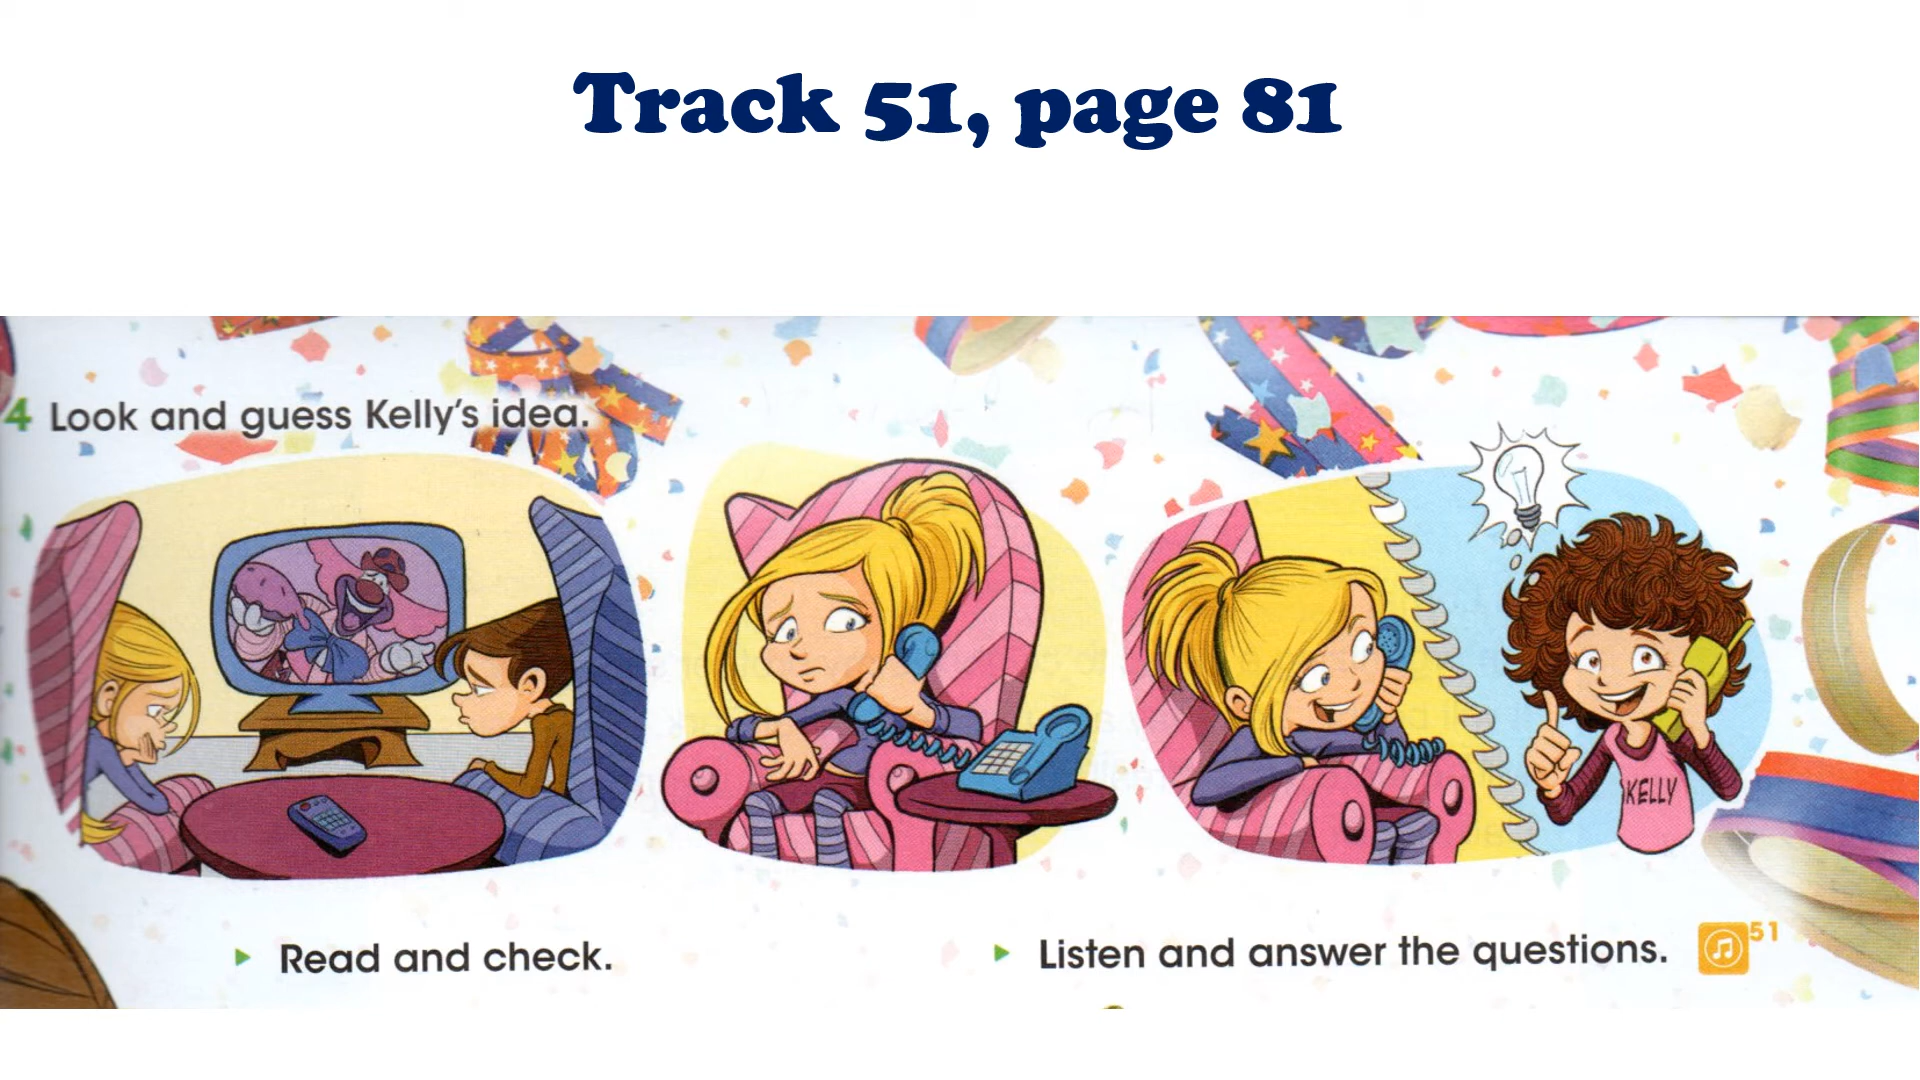 Track 51, page 81
4 Look and guess Kelly's idea.
KELLY
▸ Read and check.
▸ Listen and answer the questions. 51